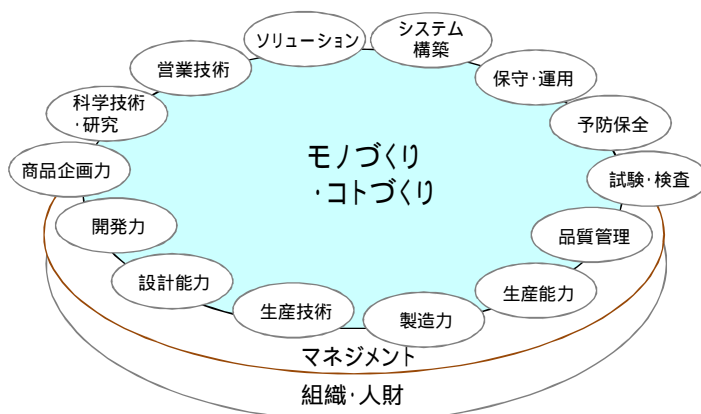 ソリューション
システム
構築
営業技術
保守・運用
科学技術
・研究
予防保全
モノづくり
・コトづくり
商品企画力
試験・検査
開発力
品質管理
設計能力
生産能力
生産技術
製造力
マネジメント
組織・人財